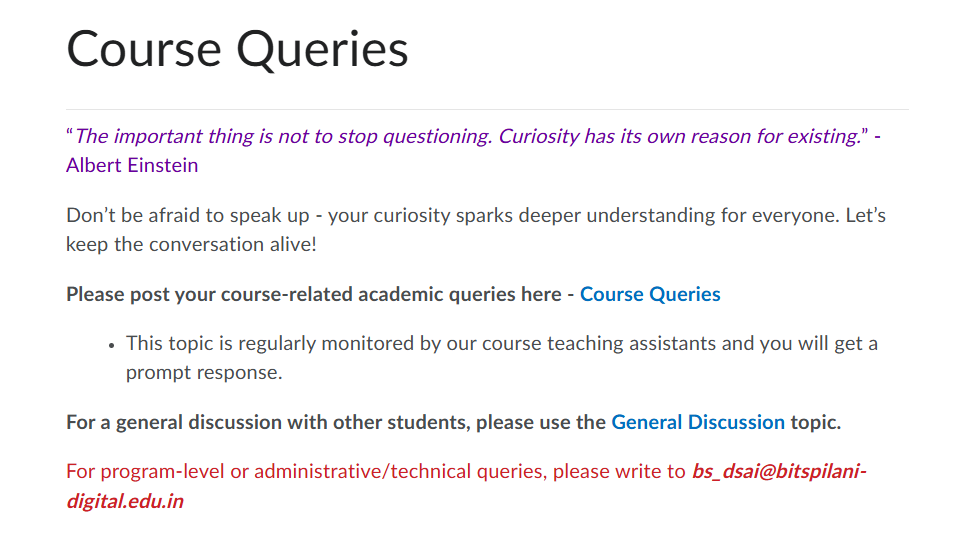 Course Queries
“The important thing is not to stop questioning. Curiosity has its own reason for existing.” -
Albert Einstein
Don’t be afraid to speak up - your curiosity sparks deeper understanding for everyone. Let’s
keep the conversation alive!
Please post your course-related academic queries here - Course Queries
• This topic is regularly monitored by our course teaching assistants and you will get a
prompt response.
For a general discussion with other students, please use the General Discussion topic.
For program-level or administrative/technical queries, please write to bs_dsai@bitspilani-
digital.edu.in